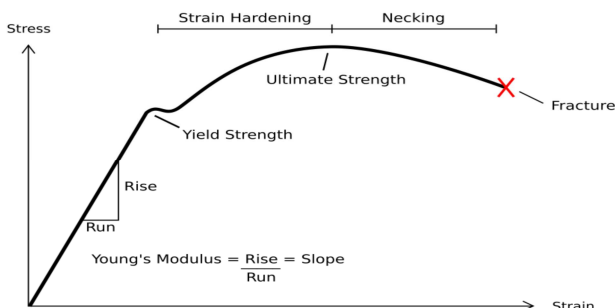 Strain Hardening
Necking
Stress
Ultimate Strength
Fracture
Yield Strength
Rise
Run
Young's Modulus = Rise = Slope
Run
Strain